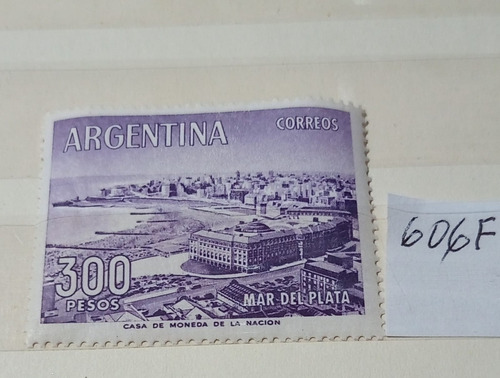 ARGENTINA CORREOS
300
PESOS
MAR DEL PLATA
CASA DE MONEDA DE LA NACION
606F